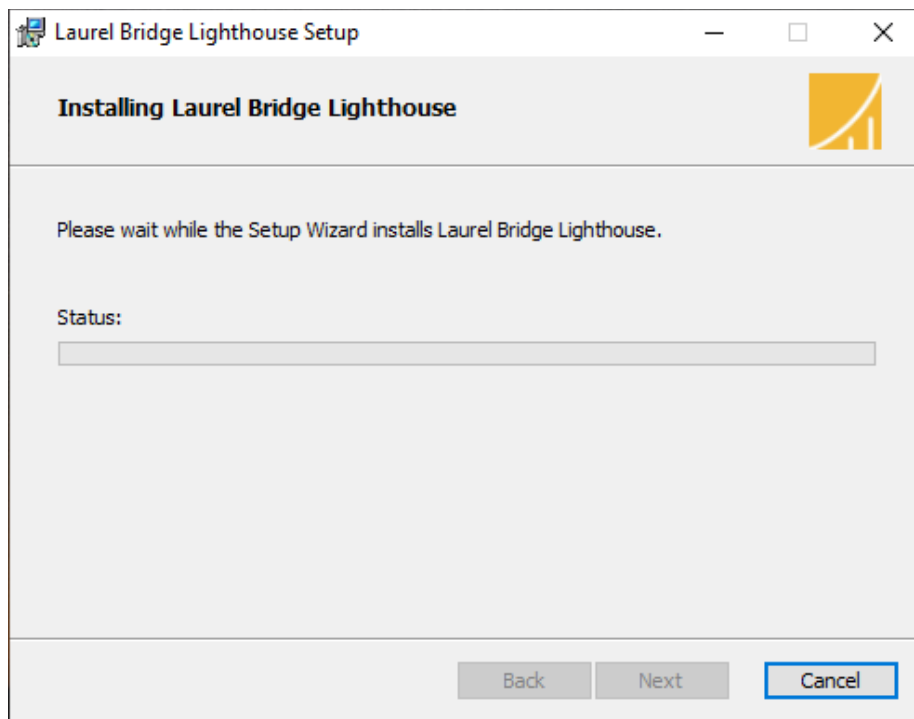 Laurel Bridge Lighthouse Setup
Installing Laurel Bridge Lighthouse
Please wait while the Setup Wizard installs Laurel Bridge Lighthouse.
Status:
Back Next Cancel